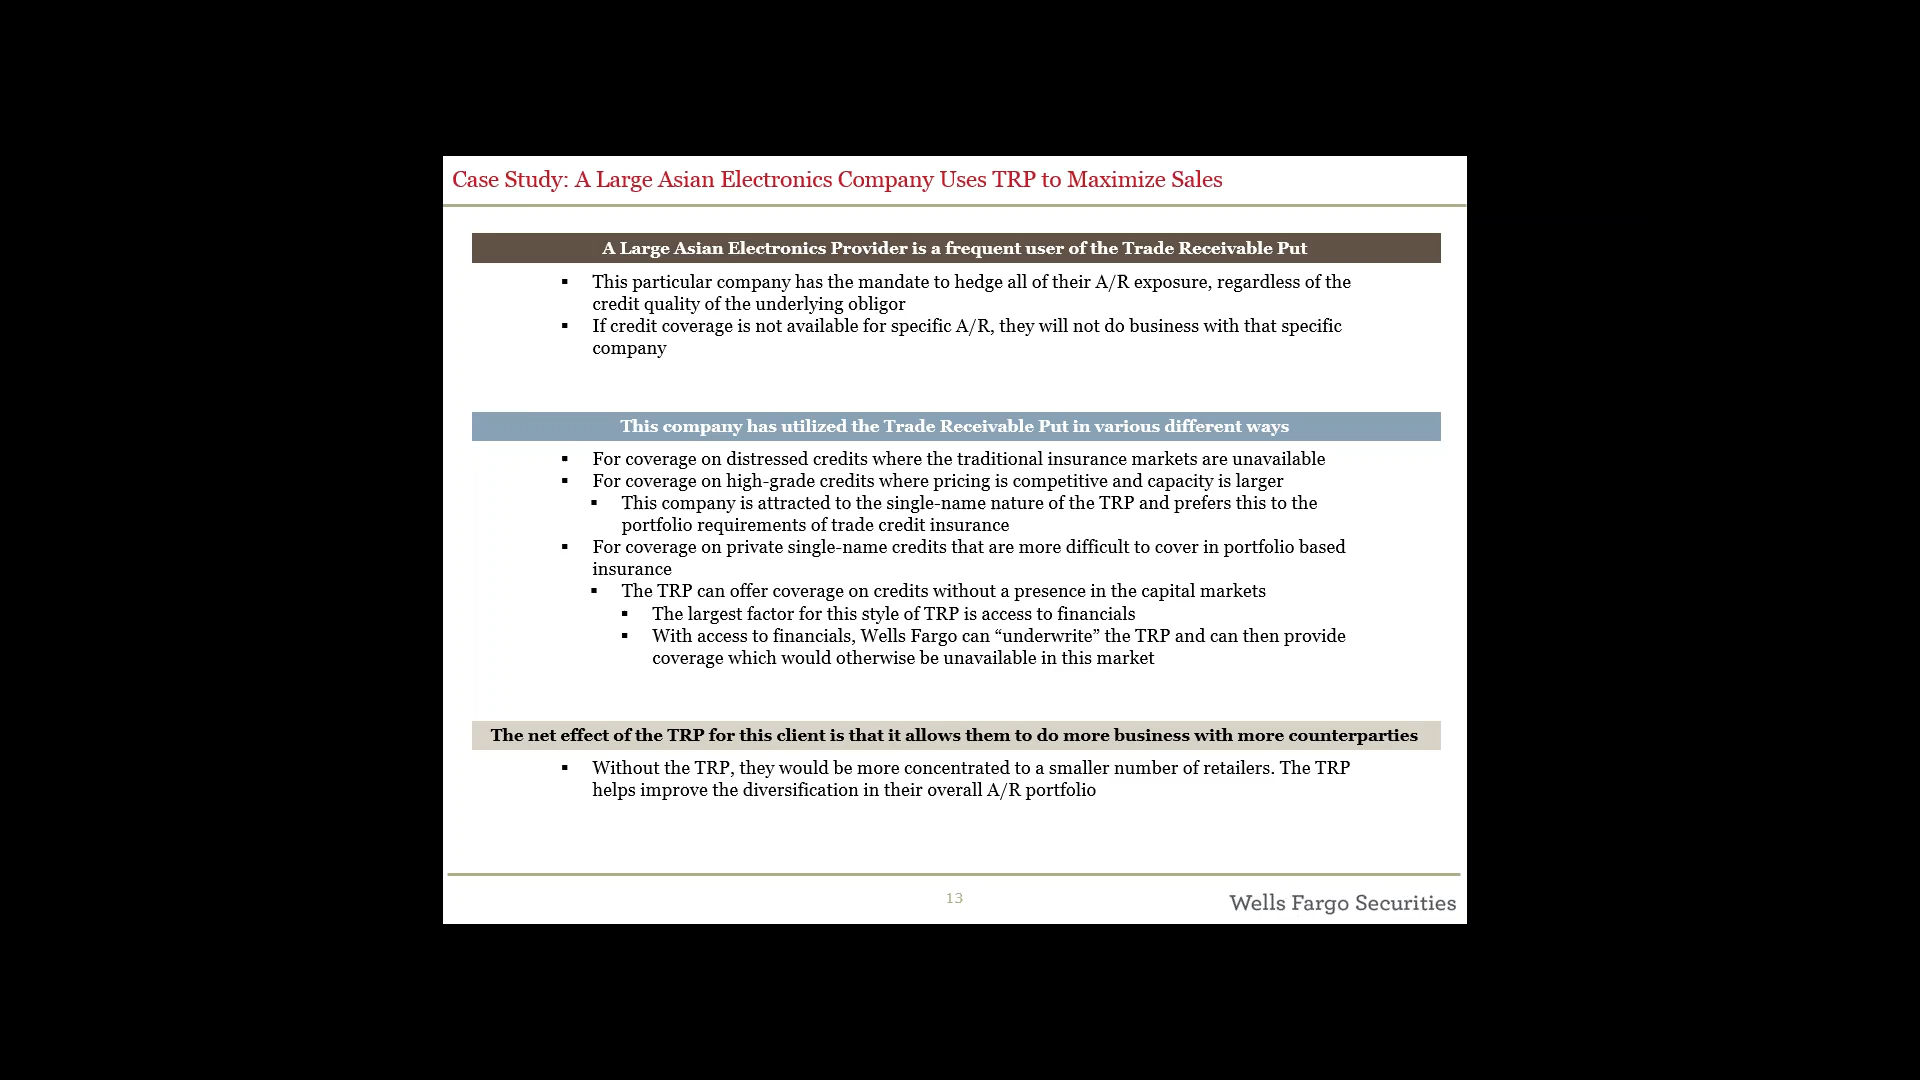 Case Study: A Large Asian Electronics Company Uses TRP to Maximize Sales
A Large Asian Electronics Provider is a frequent user of the Trade Receivable Put
▪ This particular company has the mandate to hedge all of their A/R exposure, regardless of the
credit quality of the underlying obligor
▪ If credit coverage is not available for specific A/R, they will not do business with that specific
company
This company has utilized the Trade Receivable Put in various different ways
▪ For coverage on distressed credits where the traditional insurance markets are unavailable
▪ For coverage on high-grade credits where pricing is competitive and capacity is larger
▪ This company is attracted to the single-name nature of the TRP and prefers this to the
portfolio requirements of trade credit insurance
▪ For coverage on private single-name credits that are more difficult to cover in portfolio based
insurance
▪ The TRP can offer coverage on credits without a presence in the capital markets
▪ The largest factor for this style of TRP is access to financials
▪ With access to financials, Wells Fargo can “underwrite” the TRP and can then provide
coverage which would otherwise be unavailable in this market
The net effect of the TRP for this client is that it allows them to do more business with more counterparties
▪ Without the TRP, they would be more concentrated to a smaller number of retailers. The TRP
helps improve the diversification in their overall A/R portfolio
13
Wells Fargo Securities